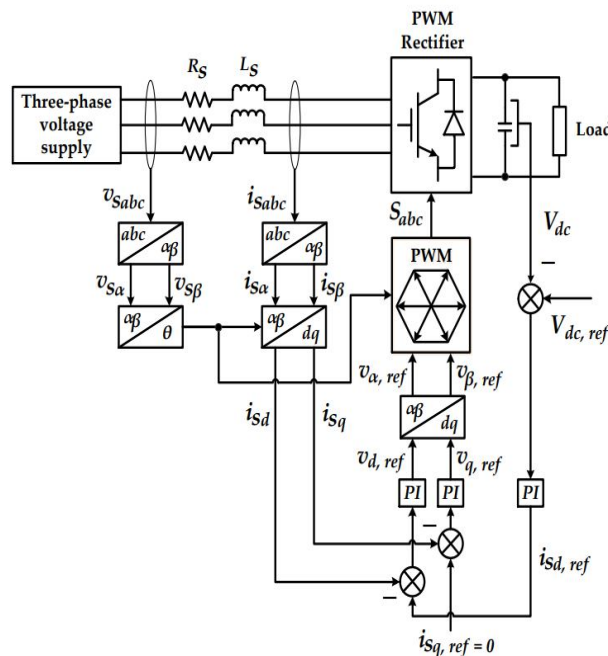 PWM
Rectifier
R_S
L_S
Three-phase
voltage
supply
Load
v_Sabc
i_Sabc
S_abc
V_dc
abc
αβ
abc
αβ
PWM
v_Sα
v_Sβ
i_Sα
i_Sβ
αβ
θ
αβ
dq
V_dc, ref
v_α, ref
v_β, ref
αβ
dq
i_Sd
i_Sq
v_d, ref
v_q, ref
PI
PI
PI
i_Sd, ref
i_Sq, ref = 0